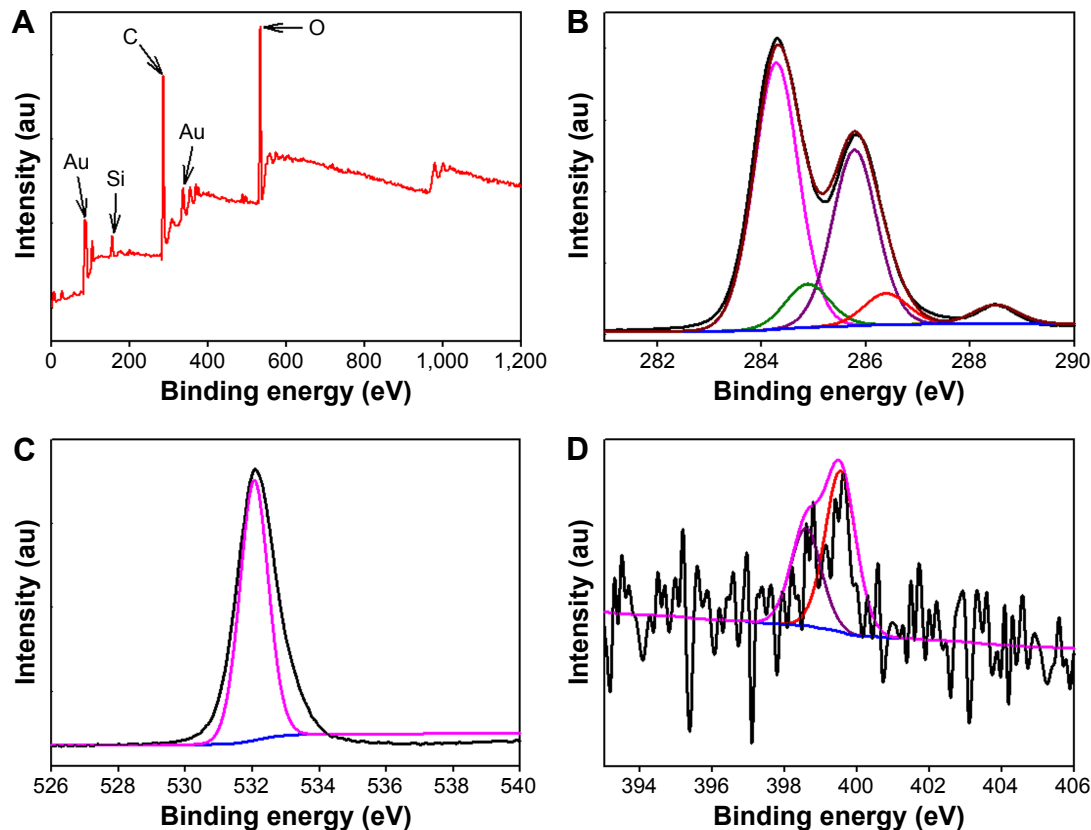 A
Intensity (au)
C
O
Au
Si
Au
0 200 400 600 800 1,000 1,200
Binding energy (eV)
B
Intensity (au)
282 284 286 288 290
Binding energy (eV)
C
Intensity (au)
526 528 530 532 534 536 538 540
Binding energy (eV)
D
Intensity (au)
394 396 398 400 402 404 406
Binding energy (eV)